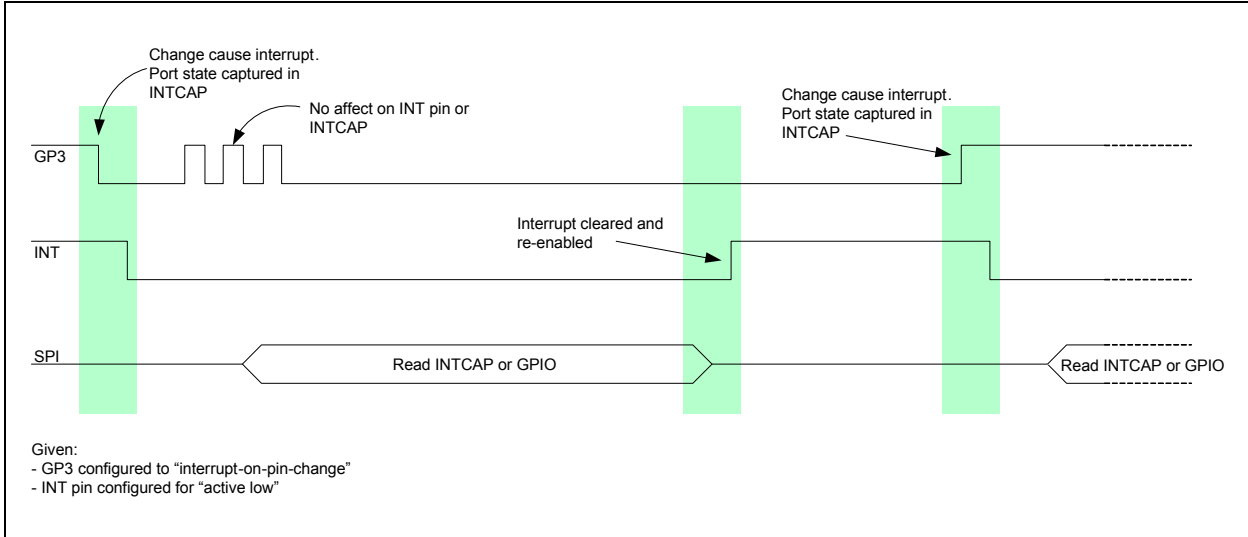 Change cause interrupt.
Port state captured in
INTCAP
No affect on INT pin or
INTCAP
Change cause interrupt.
Port state captured in
INTCAP
GP3
Interrupt cleared and
re-enabled
INT
SPI
Read INTCAP or GPIO
Read INTCAP or GPIO
Given:
- GP3 configured to “interrupt-on-pin-change”
- INT pin configured for “active low”